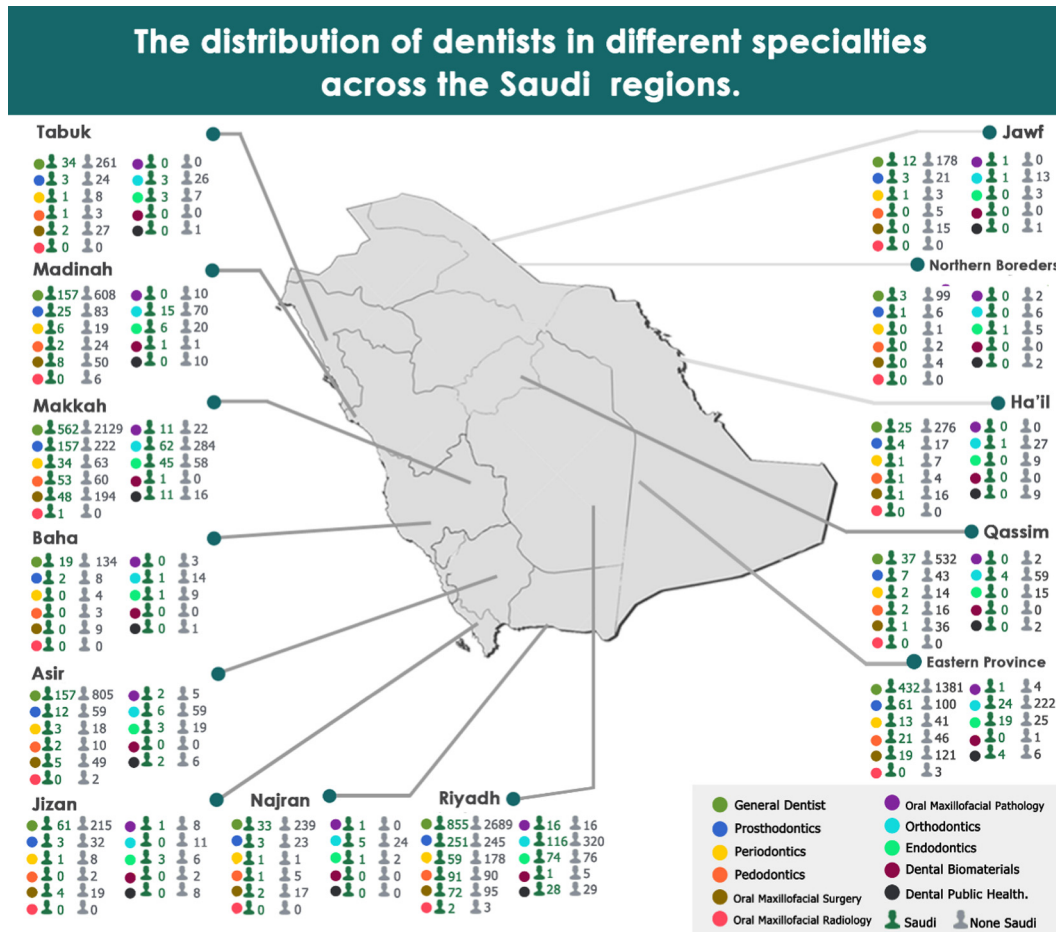 The distribution of dentists in different specialties
across the Saudi regions.
Tabuk
34 261 0 0
3 24 3 26
1 8 3 7
1 3 0 0
2 27 0 1
0 0
Madinah
157 608 0 10
25 83 15 70
6 19 6 20
2 24 1 1
8 50 0 10
0 6
Makkah
562 2129 11 22
157 222 62 284
34 63 45 58
53 60 1 0
48 194 11 16
1 0
Baha
19 134 0 3
2 8 1 14
0 4 1 9
0 3 0 0
0 9 0 1
0 0
Asir
157 805 2 5
12 59 6 59
3 18 3 19
2 10 0 0
5 49 2 6
0 2
Jizan
61 215 1 8
3 32 0 11
1 8 3 6
0 2 0 2
4 19 0 8
0 0
Najran
33 239 1 0
3 23 5 24
1 1 1 2
1 5 0 0
2 17 0 0
0 0
Riyadh
855 2689 16 16
251 245 116 320
59 178 74 76
91 90 1 5
72 95 28 29
2 3
Jawf
12 178 1 0
3 21 1 13
1 3 0 3
0 5 0 0
0 15 0 1
0 0
Northern Boreders
3 99 0 2
1 6 0 6
0 1 1 5
0 2 0 0
0 4 0 2
0 0
Ha'il
25 276 0 0
4 17 1 27
1 7 0 9
1 4 0 0
1 16 0 9
0 0
Qassim
37 532 0 2
7 43 4 59
2 14 0 15
2 16 0 0
1 36 0 2
0 0
Eastern Province
432 1381 1 4
61 100 24 222
13 41 19 25
21 46 0 1
19 121 4 6
0 3
General Dentist
Prosthodontics
Periodontics
Pedodontics
Oral Maxillofacial Surgery
Oral Maxillofacial Radiology
Oral Maxillofacial Pathology
Orthodontics
Endodontics
Dental Biomaterials
Dental Public Health.
Saudi None Saudi